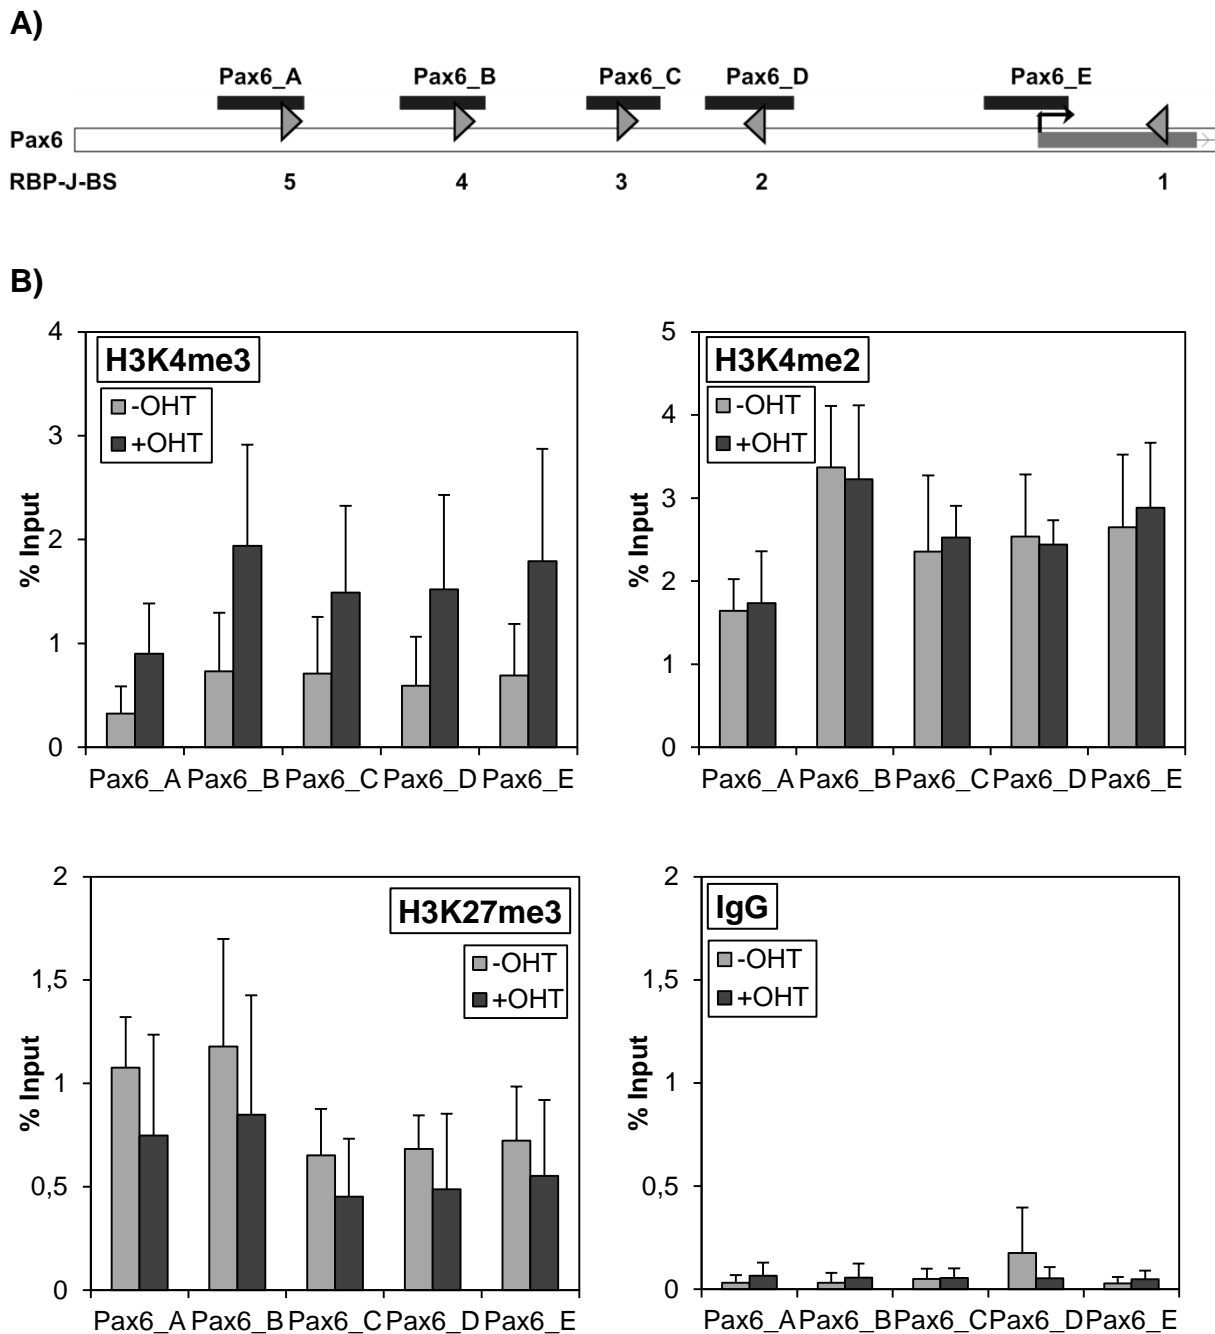 A)
Pax6_A Pax6_B Pax6_C Pax6_D Pax6_E
Pax6
RBP-J-BS 5 4 3 2 1
B)
H3K4me3
-OHT
+OHT
% Input
4
3
2
1
0
Pax6_A Pax6_B Pax6_C Pax6_D Pax6_E
H3K4me2
-OHT
+OHT
% Input
5
4
3
2
1
0
Pax6_A Pax6_B Pax6_C Pax6_D Pax6_E
H3K27me3
-OHT
+OHT
% Input
2
1,5
1
0,5
0
Pax6_A Pax6_B Pax6_C Pax6_D Pax6_E
IgG
-OHT
+OHT
% Input
2
1,5
1
0,5
0
Pax6_A Pax6_B Pax6_C Pax6_D Pax6_E